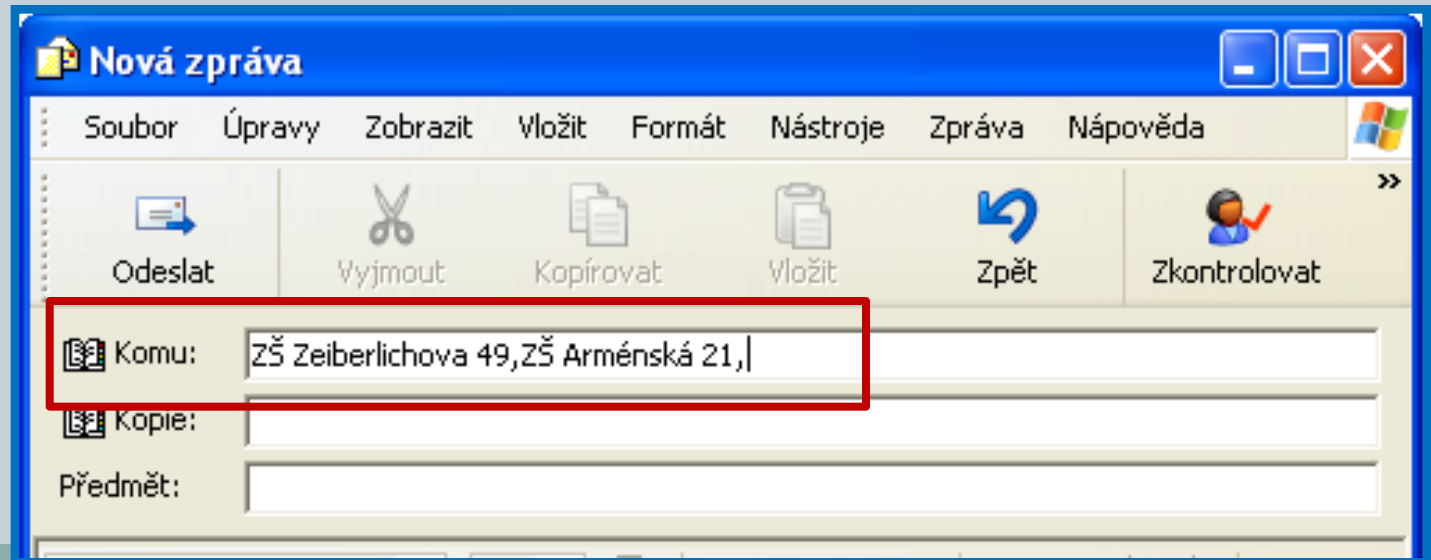 Nová zpráva
Soubor Úpravy Zobrazit Vložit Formát Nástroje Zpráva Nápověda
»
Odeslat Vyjmout Kopírovat Vložit Zpět Zkontrolovat
Komu: ZŠ Zeiberlichova 49,ZŠ Arménská 21,
Kopie:
Předmět: